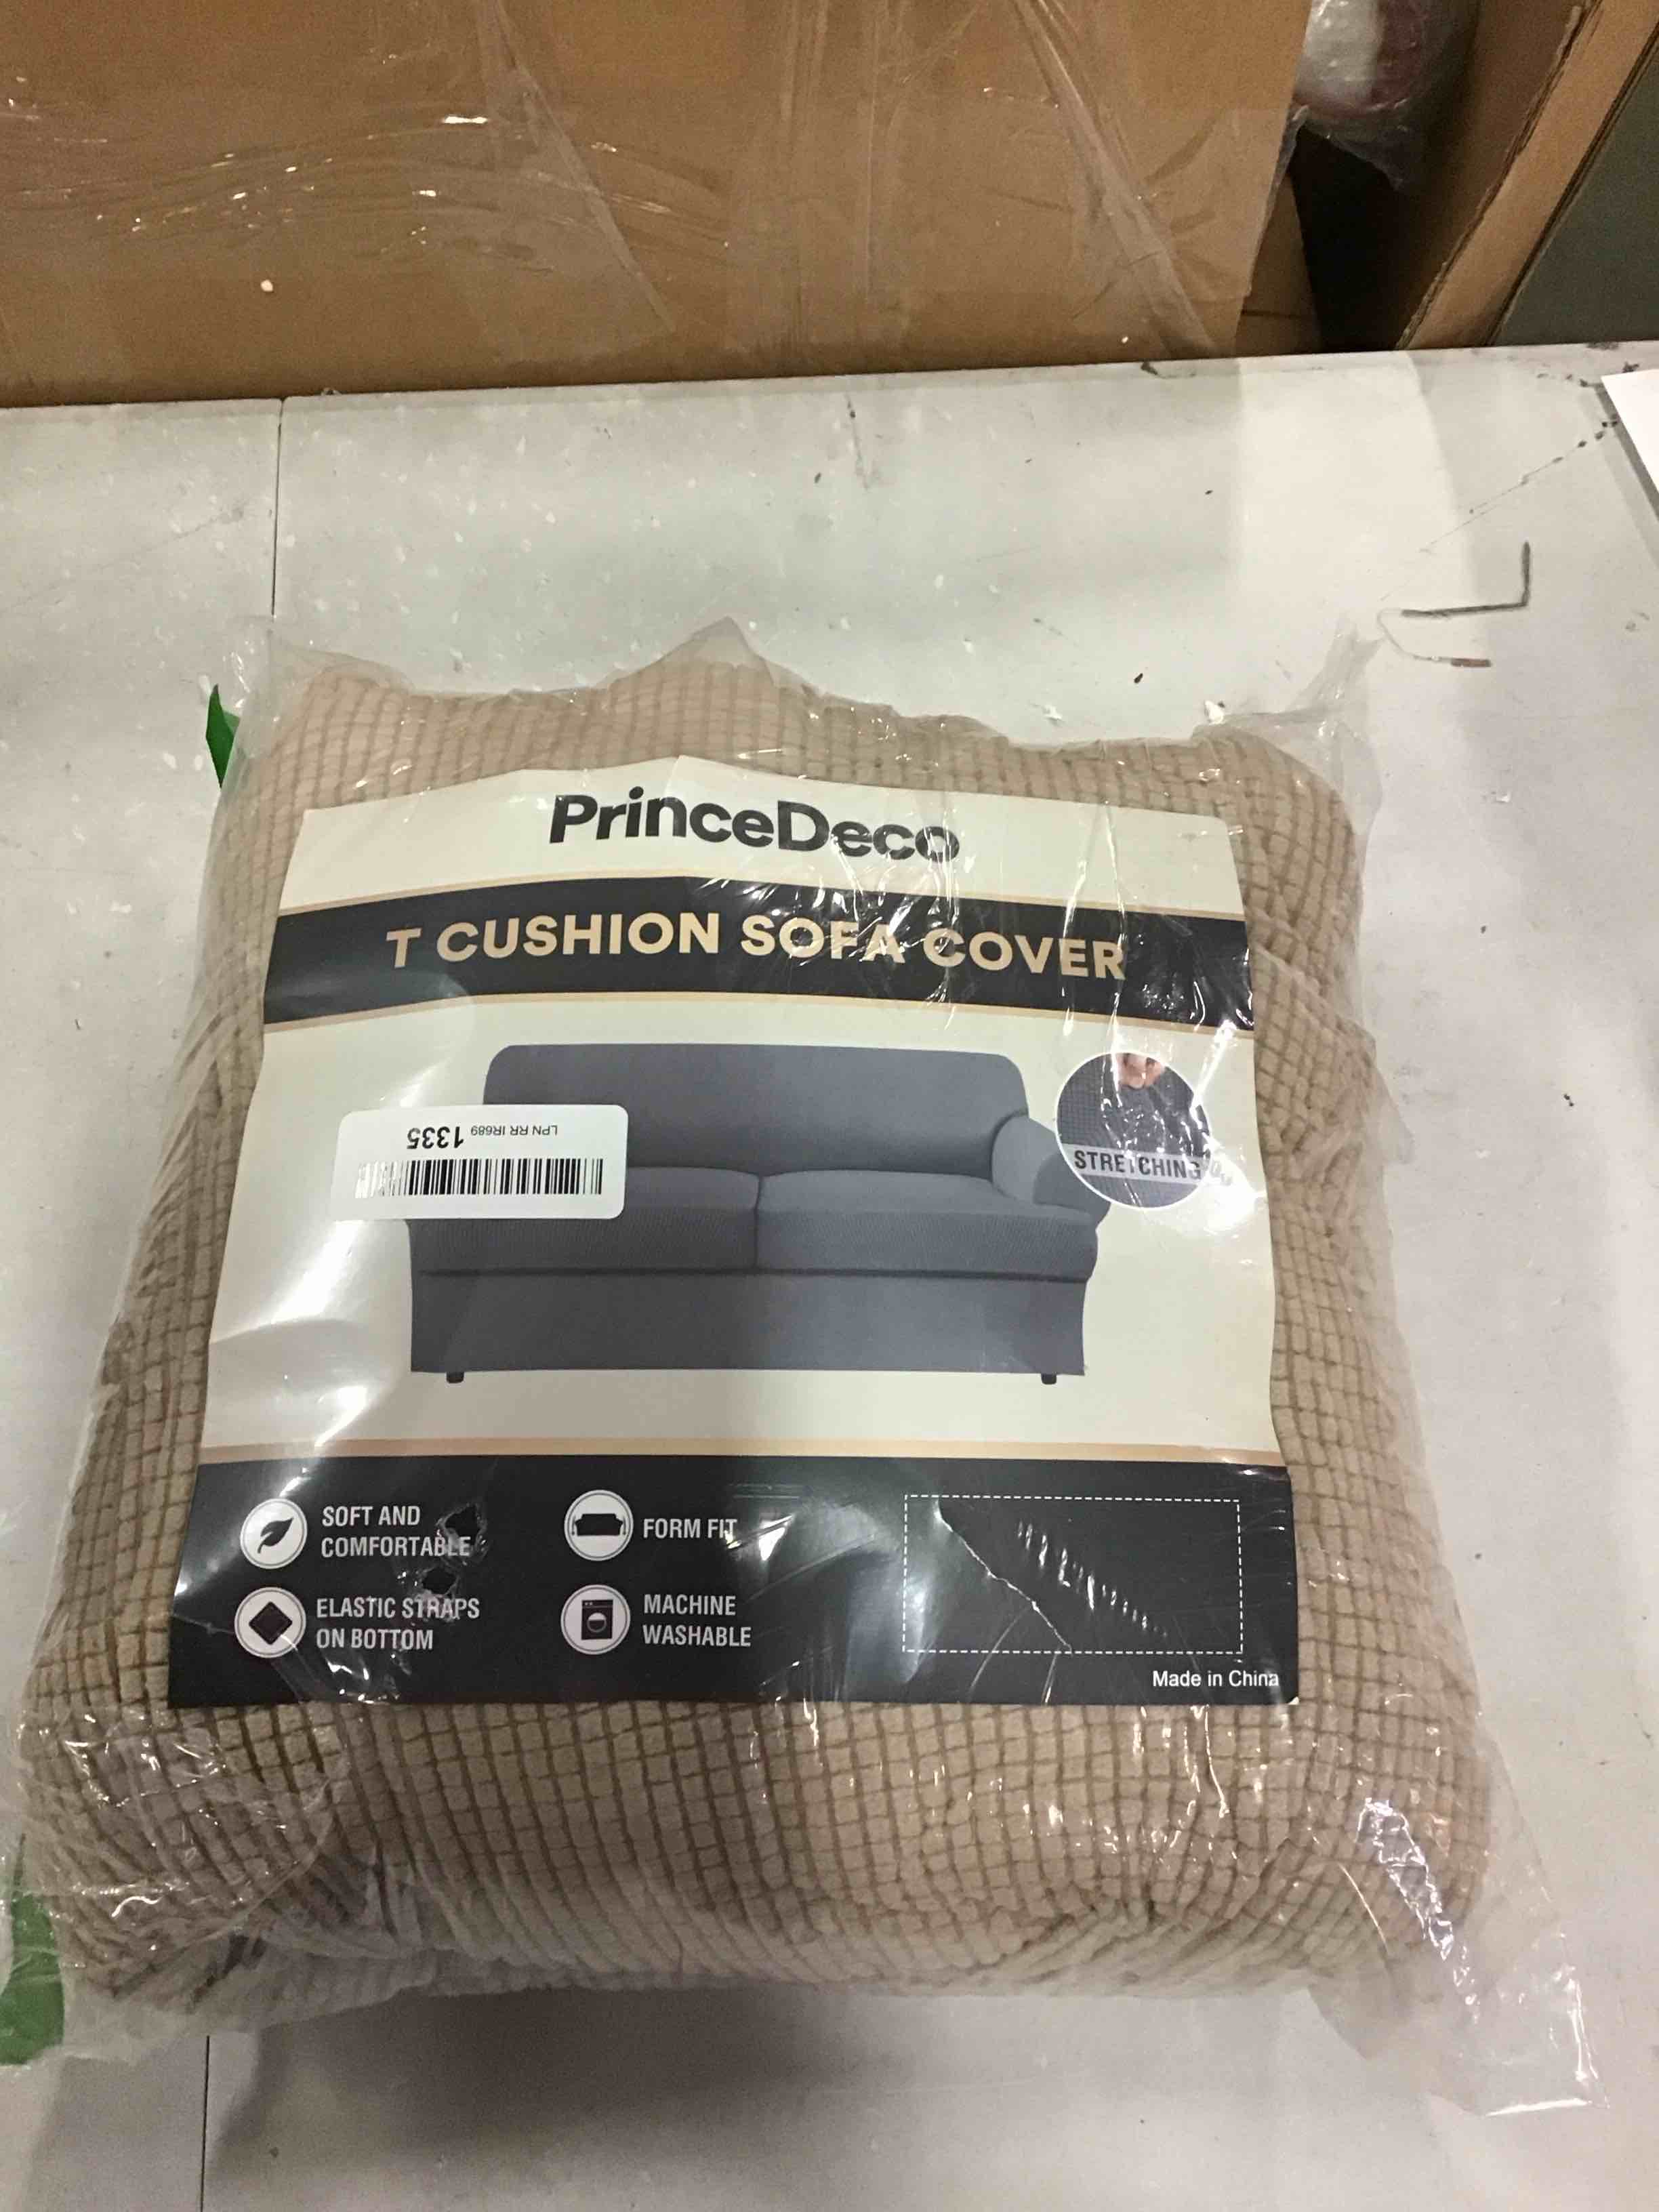 PrinceDeco
T CUSHION SOFA COVER
LPN RR IR689 1335
STRETCHING
SOFT AND
COMFORTABLE
FORM FIT
ELASTIC STRAPS
ON BOTTOM
MACHINE
WASHABLE
Made in China